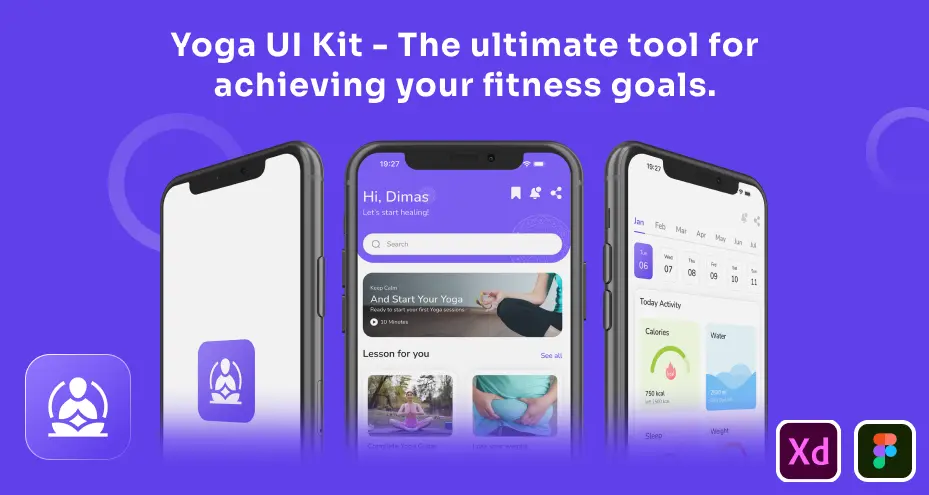 Yoga UI Kit - The ultimate tool for
achieving your fitness goals.
19:27
Hi, Dimas
Let's start healing!
Search
Keep Calm
And Start Your Yoga
Ready to start your first Yoga sessions
10 Minutes
Lesson for you
See all
19:27
Jan Feb Mar Apr May Jun Jul
Tue Wed Thu Fri Sat Sun
06 07 08 09 10 11
Today Activity
Calories
Water
750 kcal
Sleep
Weight
Xd